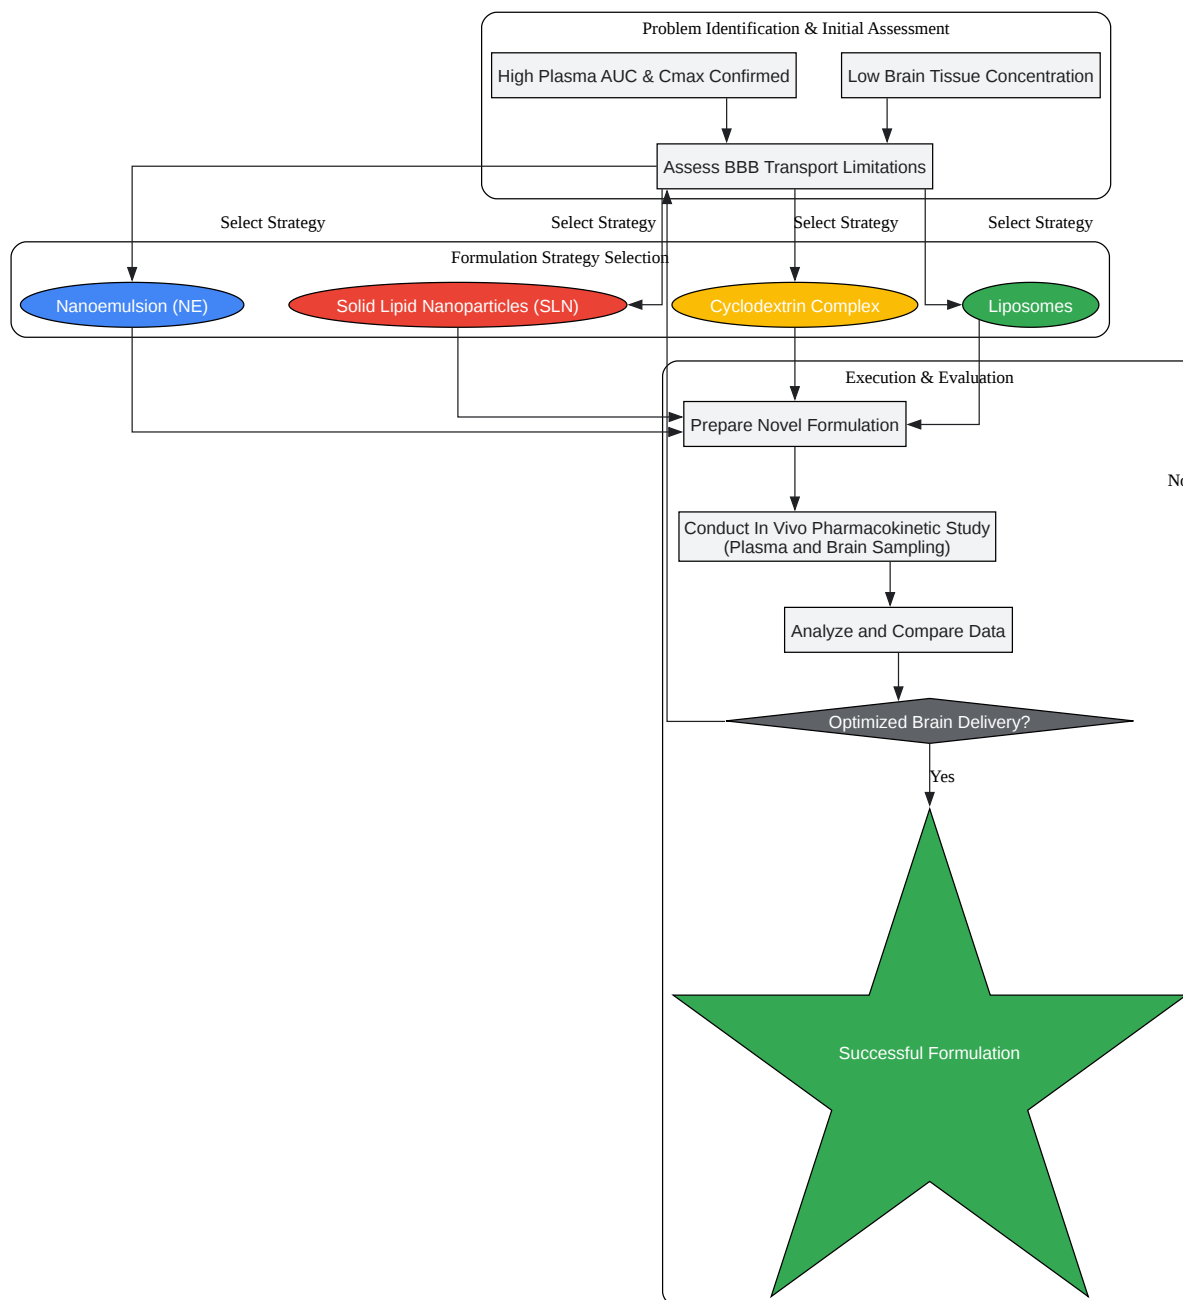 Problem Identification & Initial Assessment
High Plasma AUC & Cmax Confirmed
Low Brain Tissue Concentration
Assess BBB Transport Limitations
Select Strategy
Select Strategy
Select Strategy
Select Strategy
Formulation Strategy Selection
Nanoemulsion (NE)
Solid Lipid Nanoparticles (SLN)
Cyclodextrin Complex
Liposomes
Execution & Evaluation
Prepare Novel Formulation
No
Conduct In Vivo Pharmacokinetic Study
(Plasma and Brain Sampling)
Analyze and Compare Data
Optimized Brain Delivery?
Yes
Successful Formulation